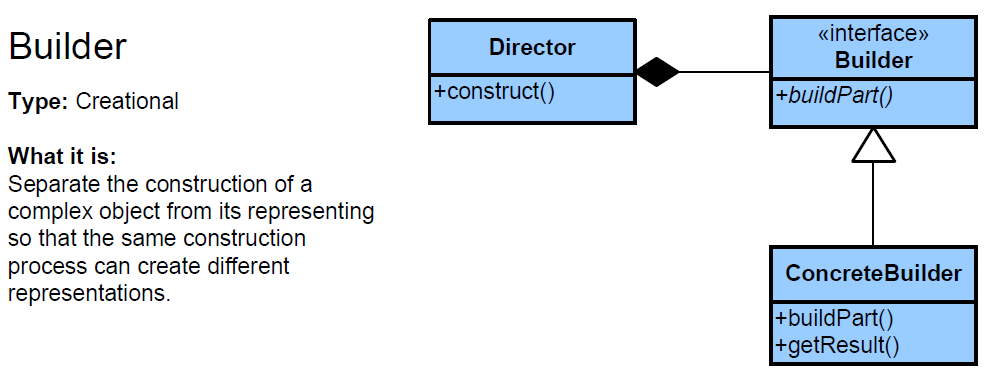 Builder
Type: Creational
What it is:
Separate the construction of a
complex object from its representing
so that the same construction
process can create different
representations.
Director
+construct()
«interface»
Builder
+buildPart()
ConcreteBuilder
+buildPart()
+getResult()